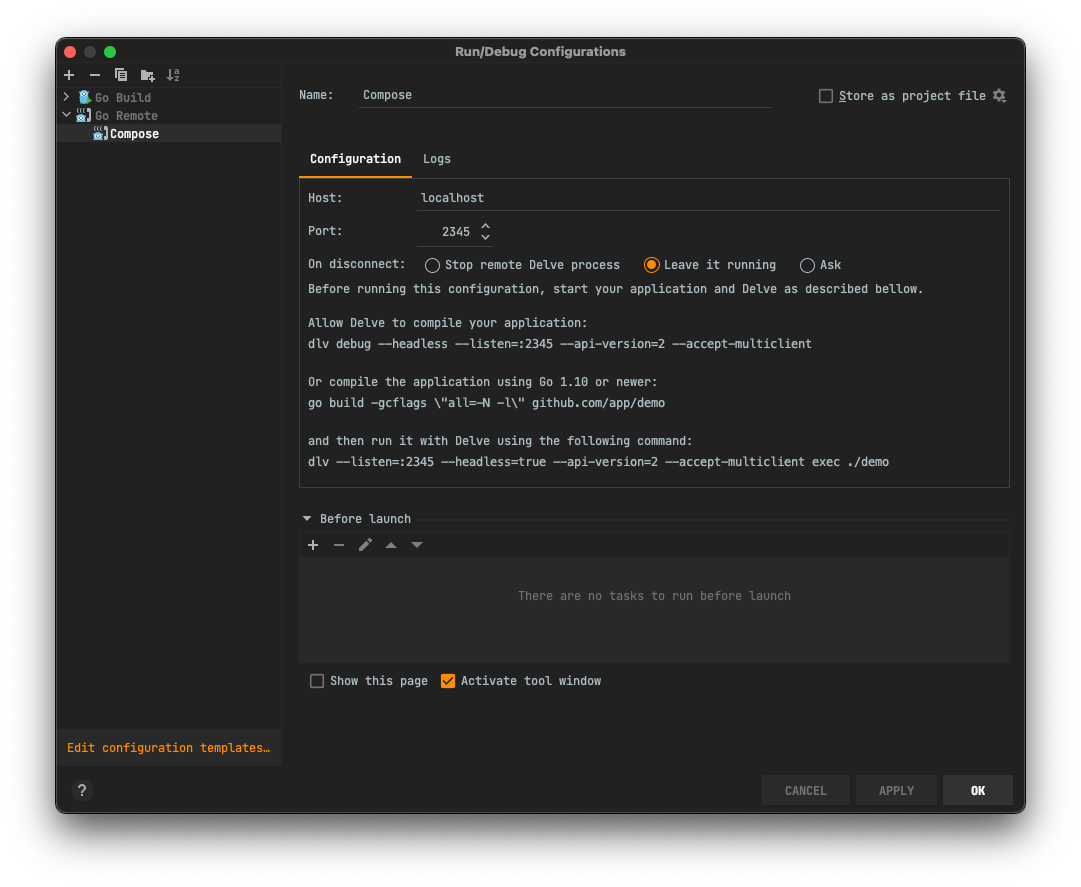 Run/Debug Configurations
Go Build
Go Remote
Compose
Edit configuration templates…
?
Name: Compose
Store as project file
Configuration Logs
Host: localhost
Port: 2345
On disconnect: Stop remote Delve process Leave it running Ask
Before running this configuration, start your application and Delve as described bellow.
Allow Delve to compile your application:
dlv debug --headless --listen=:2345 --api-version=2 --accept-multiclient
Or compile the application using Go 1.10 or newer:
go build -gcflags \"all=-N -l\" github.com/app/demo
and then run it with Delve using the following command:
dlv --listen=:2345 --headless=true --api-version=2 --accept-multiclient exec ./demo
Before launch
There are no tasks to run before launch
Show this page Activate tool window
CANCEL APPLY OK